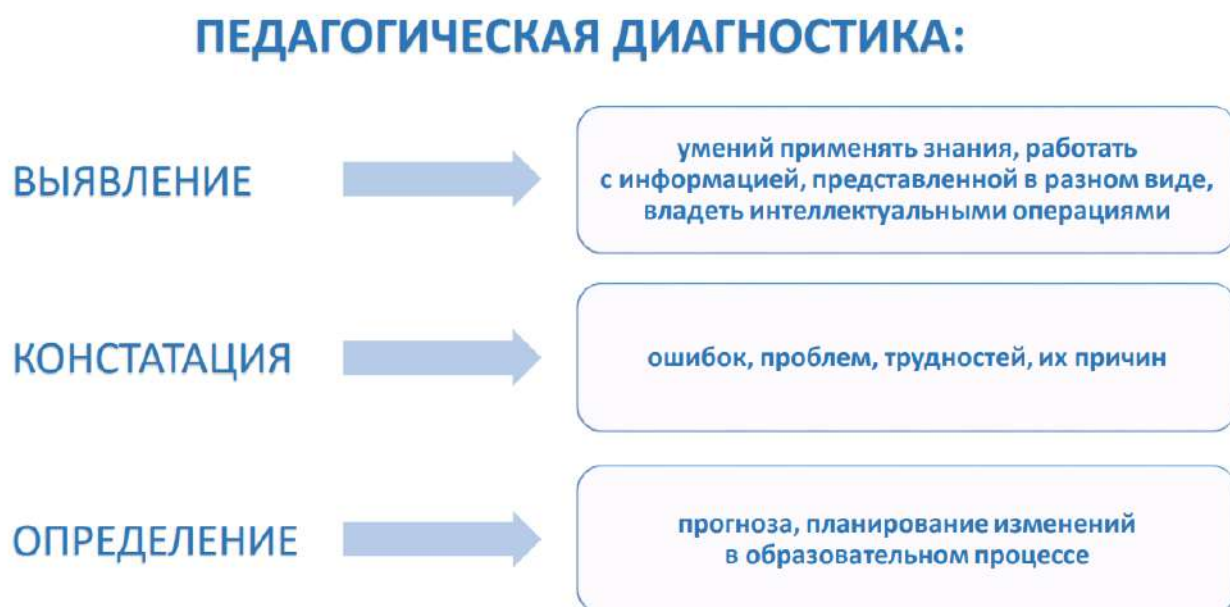 ПЕДАГОГИЧЕСКАЯ ДИАГНОСТИКА:
ВЫЯВЛЕНИЕ
умений применять знания, работать
с информацией, представленной в разном виде,
владеть интеллектуальными операциями
КОНСТАТАЦИЯ
ошибок, проблем, трудностей, их причин
ОПРЕДЕЛЕНИЕ
прогноза, планирование изменений
в образовательном процессе